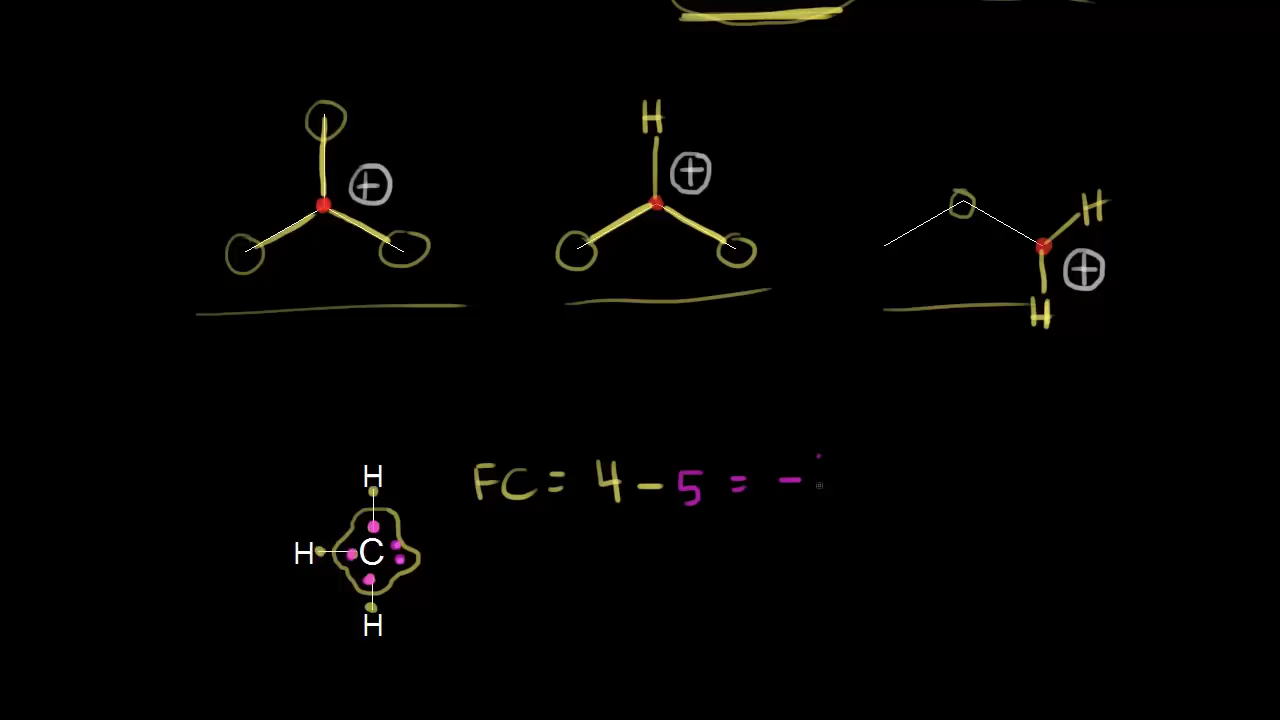 H
+ +
H
+
H
H
FC = 4 - 5 = -
H C
H